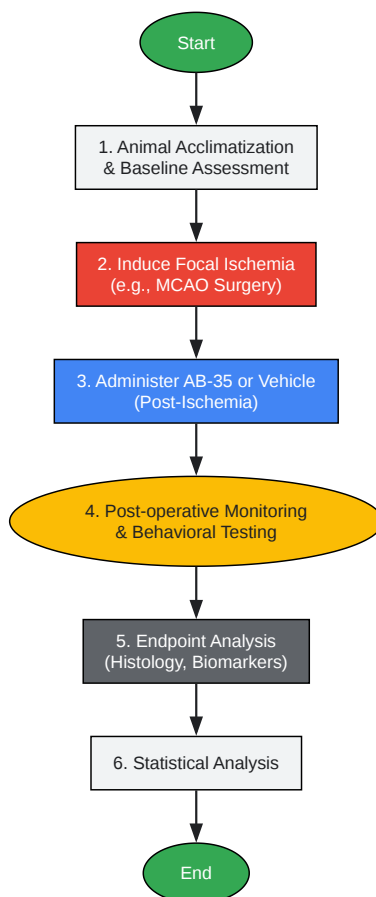 Start
1. Animal Acclimatization
& Baseline Assessment
2. Induce Focal Ischemia
(e.g., MCAO Surgery)
3. Administer AB-35 or Vehicle
(Post-Ischemia)
4. Post-operative Monitoring
& Behavioral Testing
5. Endpoint Analysis
(Histology, Biomarkers)
6. Statistical Analysis
End